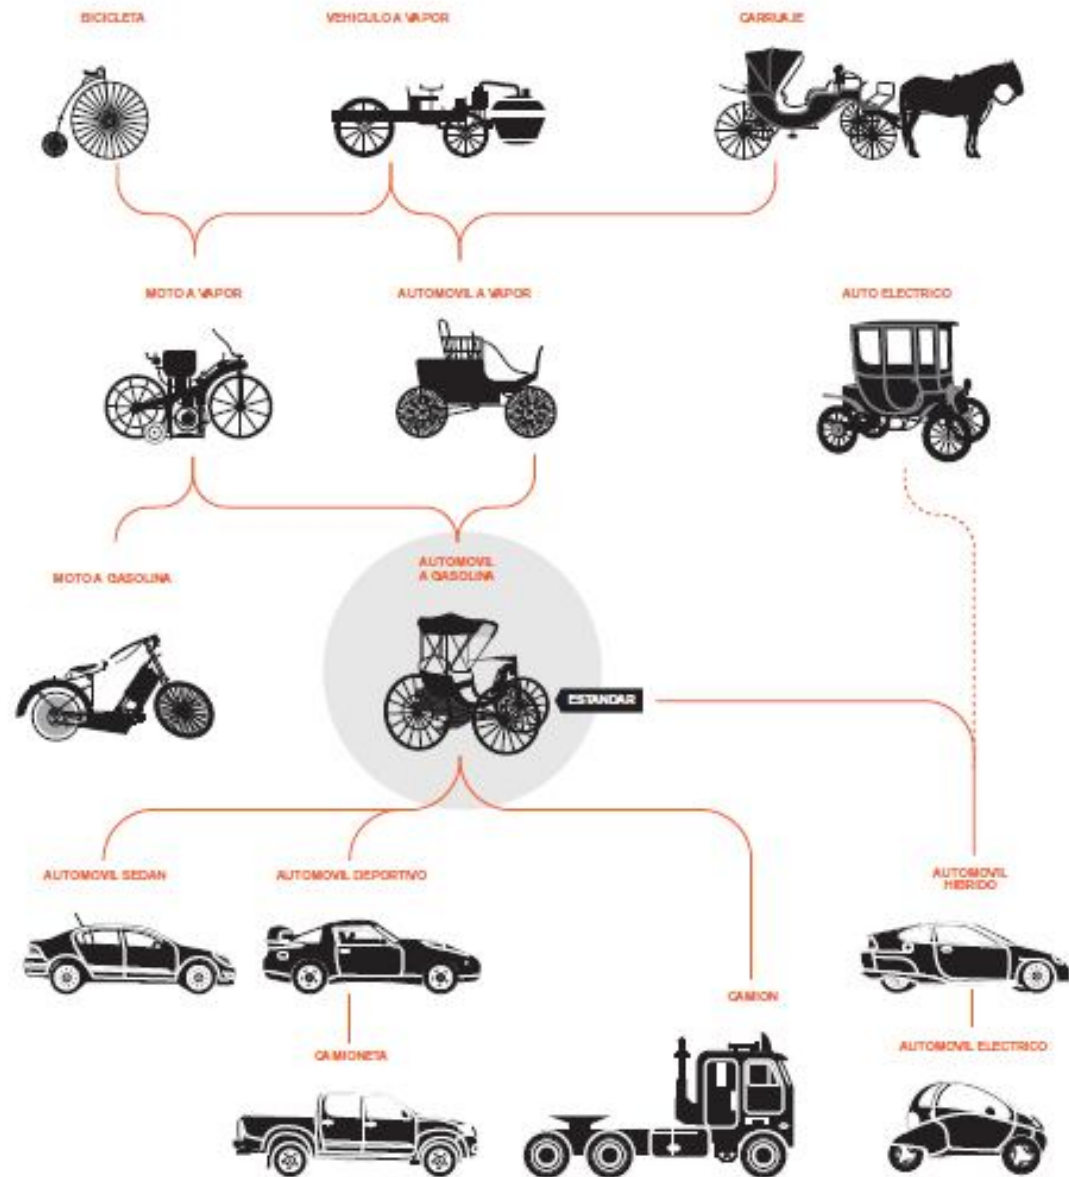 BICICLETA
VEHICULO A VAPOR
CARRUAJE
MOTO A VAPOR
AUTOMOVIL A VAPOR
AUTO ELECTRICO
MOTO A GASOLINA
AUTOMOVIL
A GASOLINA
ESTANDAR
AUTOMOVIL SEDAN
AUTOMOVIL DEPORTIVO
AUTOMOVIL
HIBRIDO
CAMION
CAMIONETA
AUTOMOVIL ELECTRICO